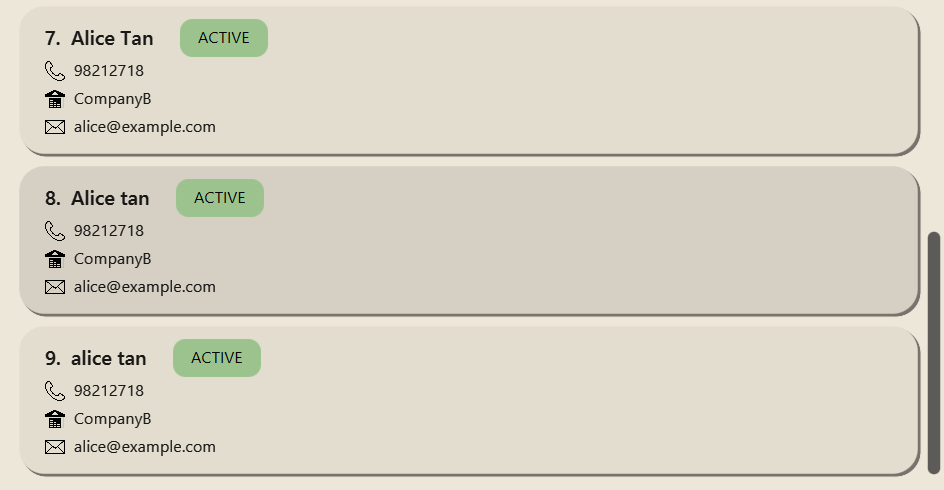 7. Alice Tan ACTIVE
98212718
CompanyB
alice@example.com
8. Alice tan ACTIVE
98212718
CompanyB
alice@example.com
9. alice tan ACTIVE
98212718
CompanyB
alice@example.com